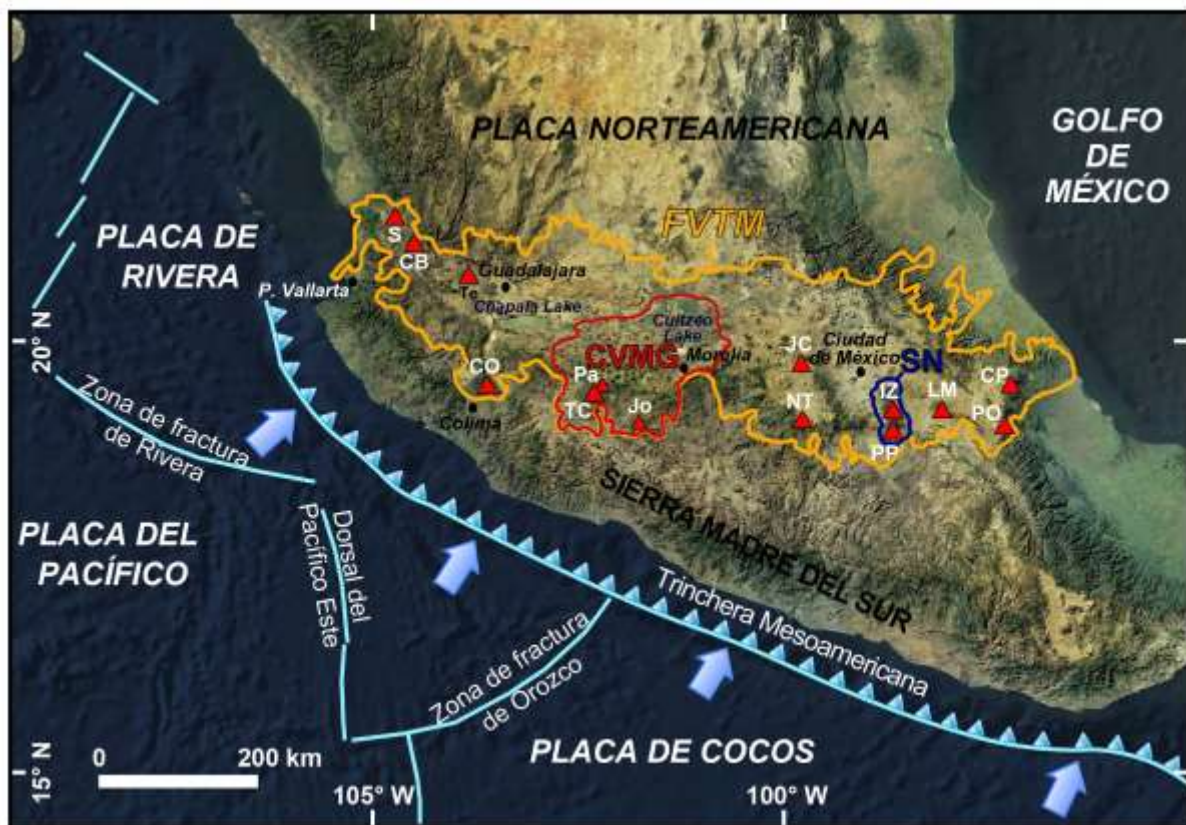 PLACA NORTEAMERICANA
GOLFO
DE
MÉXICO
PLACA DE
RIVERA
FVTM
S
CB
Te
Guadalajara
P. Vallarta
Chapala Lake
Cuitzeo
Lake
CVMG
Morelia
Pa
TC
Jo
CO
Colima
JC
NT
Ciudad
de México
SN
IZ
PP
LM
CP
PO
20° N
Zona de fractura
de Rivera
PLACA DEL
PACÍFICO
Dorsal del
Pacífico Este
SIERRA MADRE DEL SUR
Trinchera Mesoamericana
Zona de fractura
de Orozco
PLACA DE COCOS
0
200 km
15° N
105° W
100° W